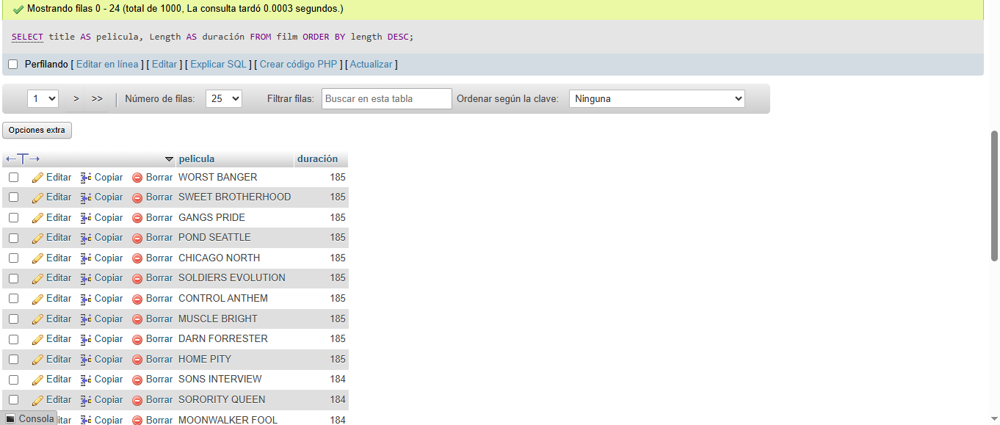 Mostrando filas 0 - 24 (total de 1000, La consulta tardó 0.0003 segundos.)
SELECT title AS pelicula, Length AS duración FROM film ORDER BY length DESC;
Perfilando [ Editar en línea ] [ Editar ] [ Explicar SQL ] [ Crear código PHP ] [ Actualizar ]
1 > >> | Número de filas: 25 Filtrar filas: Buscar en esta tabla Ordenar según la clave: Ninguna
Opciones extra
←T→ pelicula duración
Editar Copiar Borrar WORST BANGER 185
Editar Copiar Borrar SWEET BROTHERHOOD 185
Editar Copiar Borrar GANGS PRIDE 185
Editar Copiar Borrar POND SEATTLE 185
Editar Copiar Borrar CHICAGO NORTH 185
Editar Copiar Borrar SOLDIERS EVOLUTION 185
Editar Copiar Borrar CONTROL ANTHEM 185
Editar Copiar Borrar MUSCLE BRIGHT 185
Editar Copiar Borrar DARN FORRESTER 185
Editar Copiar Borrar HOME PITY 185
Editar Copiar Borrar SONS INTERVIEW 184
Editar Copiar Borrar SORORITY QUEEN 184
Consola itar Copiar Borrar MOONWALKER FOOL 184